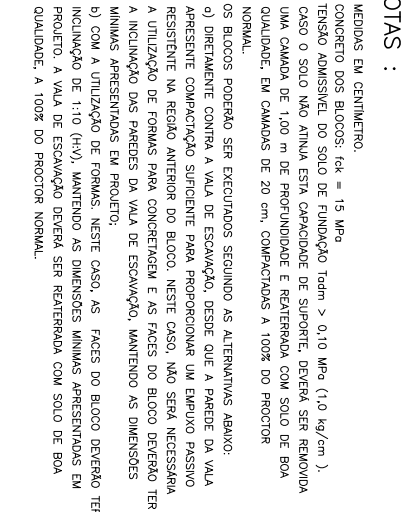 OTAS :
MEDIDAS EM CENTÍMETRO.
CONCRETO DOS BLOCOS: fck = 15 MPa
TENSÃO ADMISSÍVEL DO SOLO DE FUNDAÇÃO Tadm > 0,10 MPa (1,0 kg/cm ).
CASO O SOLO NÃO ATINJA ESTA CAPACIDADE DE SUPORTE, DEVERÁ SER REMOVIDA
UMA CAMADA DE 1,00 m DE PROFUNDIDADE E REATERRADA COM SOLO DE BOA
QUALIDADE, EM CAMADAS DE 20 cm, COMPACTADAS A 100% DO PROCTOR
NORMAL.
OS BLOCOS PODERÃO SER EXECUTADOS SEGUINDO AS ALTERNATIVAS ABAIXO:
a) DIRETAMENTE CONTRA A VALA DE ESCAVAÇÃO, DESDE QUE A PAREDE DA VALA
APRESENTE COMPACTAÇÃO SUFICIENTE PARA PROPORCIONAR UM EMPUXO PASSIVO
RESISTÊNTE NA REGIÃO ANTERIOR DO BLOCO. NESTE CASO, NÃO SERÁ NECESSÁRIA
A UTILIZAÇÃO DE FORMAS PARA CONCRETAGEM E AS FACES DO BLOCO DEVERÃO TER
A INCLINAÇÃO DAS PAREDES DA VALA DE ESCAVAÇÃO, MANTENDO AS DIMENSÕES
MÍNIMAS APRESENTADAS EM PROJETO;
b) COM A UTILIZAÇÃO DE FORMAS. NESTE CASO, AS FACES DO BLOCO DEVERÃO TER
INCLINAÇÃO DE 1:10 (H:V), MANTENDO AS DIMENSÕES MÍNIMAS APRESENTADAS EM
PROJETO. A VALA DE ESCAVAÇÃO DEVERÁ SER REATERRADA COM SOLO DE BOA
QUALIDADE, A 100% DO PROCTOR NORMAL.